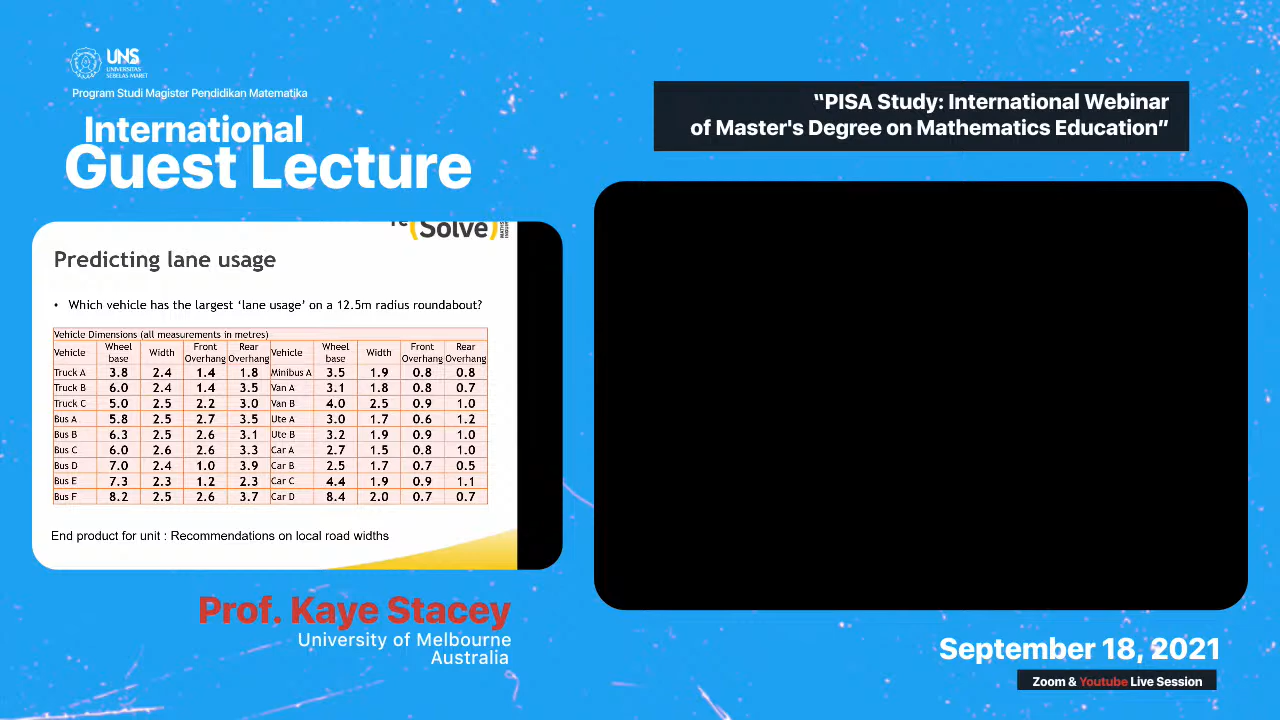 UNS
UNIVERSITAS
SEBELAS MARET
Program Studi Magister Pendidikan Matematika
International
Guest Lecture
“PISA Study: International Webinar
of Master's Degree on Mathematics Education”
(Solve)
Predicting lane usage
• Which vehicle has the largest ‘lane usage’ on a 12.5m radius roundabout?
Vehicle Dimensions (all measurements in metres)
Vehicle Wheel base Width Front Overhang Rear Overhang Vehicle Wheel base Width Front Overhang Rear Overhang
Truck A 3.8 2.4 1.4 1.8 Minibus A 3.5 1.9 0.8 0.8
Truck B 6.0 2.4 1.4 3.5 Van A 3.1 1.8 0.8 0.7
Truck C 5.0 2.5 2.2 3.0 Van B 4.0 2.5 0.9 1.0
Bus A 5.8 2.5 2.7 3.5 Ute A 3.0 1.7 0.6 1.2
Bus B 6.3 2.5 2.6 3.1 Ute B 3.2 1.9 0.9 1.0
Bus C 6.0 2.6 2.6 3.3 Car A 2.7 1.5 0.8 1.0
Bus D 7.0 2.4 1.0 3.9 Car B 2.5 1.7 0.7 0.5
Bus E 7.3 2.3 1.2 2.3 Car C 4.4 1.9 0.9 1.1
Bus F 8.2 2.5 2.6 3.7 Car D 8.4 2.0 0.7 0.7
End product for unit : Recommendations on local road widths
Prof. Kaye Stacey
University of Melbourne
Australia
September 18, 2021
Zoom & Youtube Live Session